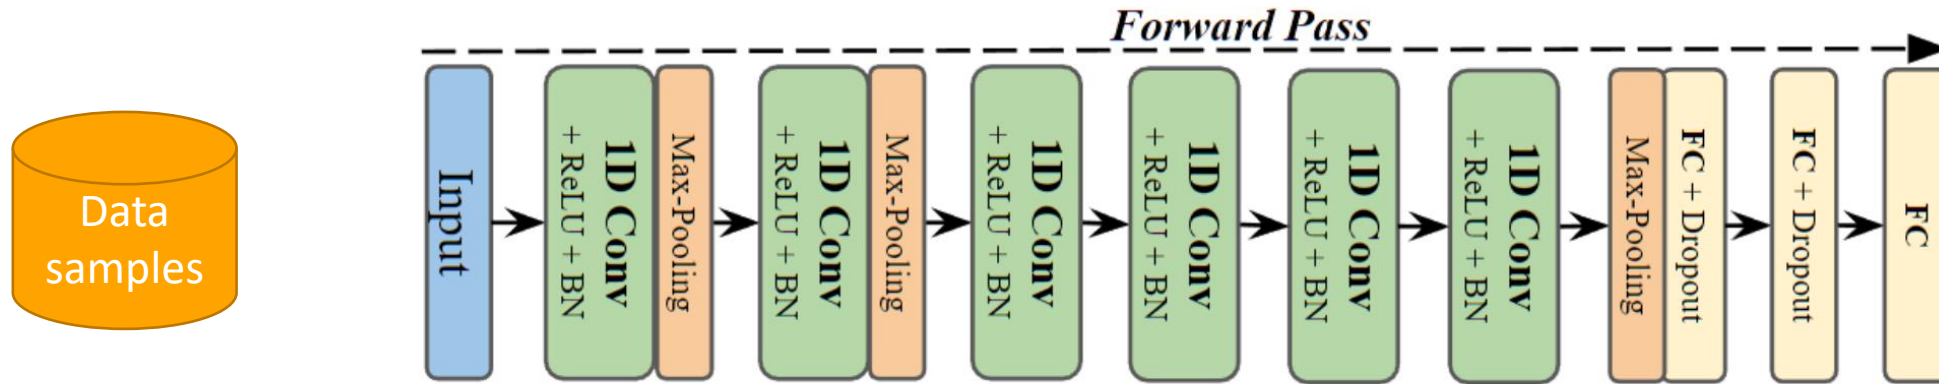 Forward Pass
Data
samples
Input
1D Conv
+ ReLU + BN
Max-Pooling
1D Conv
+ ReLU + BN
Max-Pooling
1D Conv
+ ReLU + BN
1D Conv
+ ReLU + BN
1D Conv
+ ReLU + BN
1D Conv
+ ReLU + BN
Max-Pooling
FC + Dropout
FC + Dropout
FC